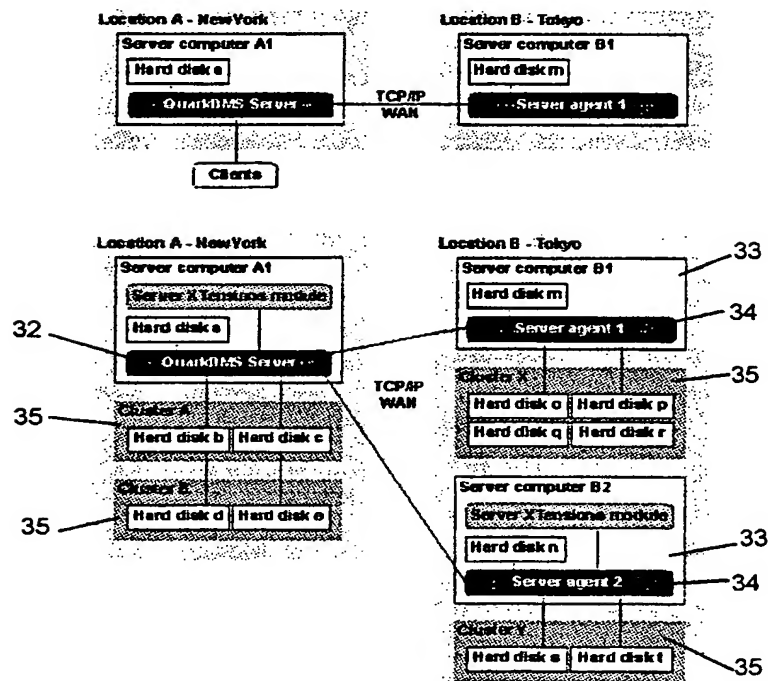 Location A - NewYork
Server computer A1
Hard disk a
QuarkDMS Server
Clients
TCP/IP
WAN
Location B - Tokyo
Server computer B1
Hard disk m
Server agent 1
Location A - NewYork
Server computer A1
Server XTensions module
Hard disk a
32
QuarkDMS Server
35
Cluster A
Hard disk b
Hard disk c
35
Cluster B
Hard disk d
Hard disk e
TCP/IP
WAN
Location B - Tokyo
Server computer B1
33
Hard disk m
Server agent 1
34
Cluster X
35
Hard disk o
Hard disk p
Hard disk q
Hard disk r
Server computer B2
Server XTensions module
Hard disk n
33
Server agent 2
34
Cluster Y
35
Hard disk s
Hard disk t